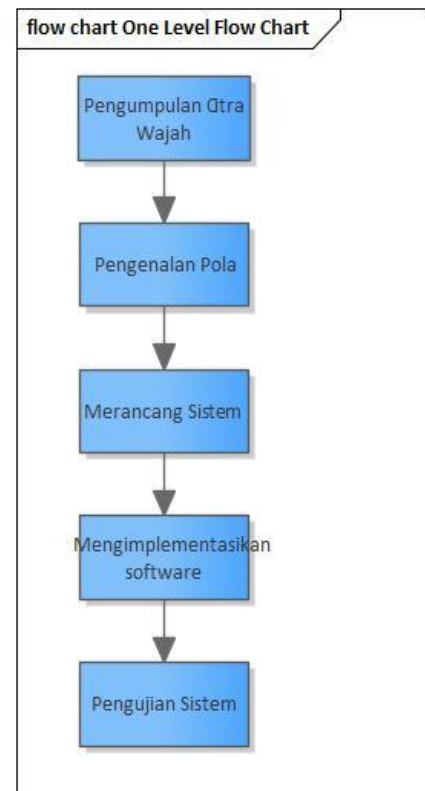 flow chart One Level Flow Chart
Pengumpulan Citra
Wajah
Pengenalan Pola
Merancang Sistem
Mengimplementasikan
software
Pengujian Sistem